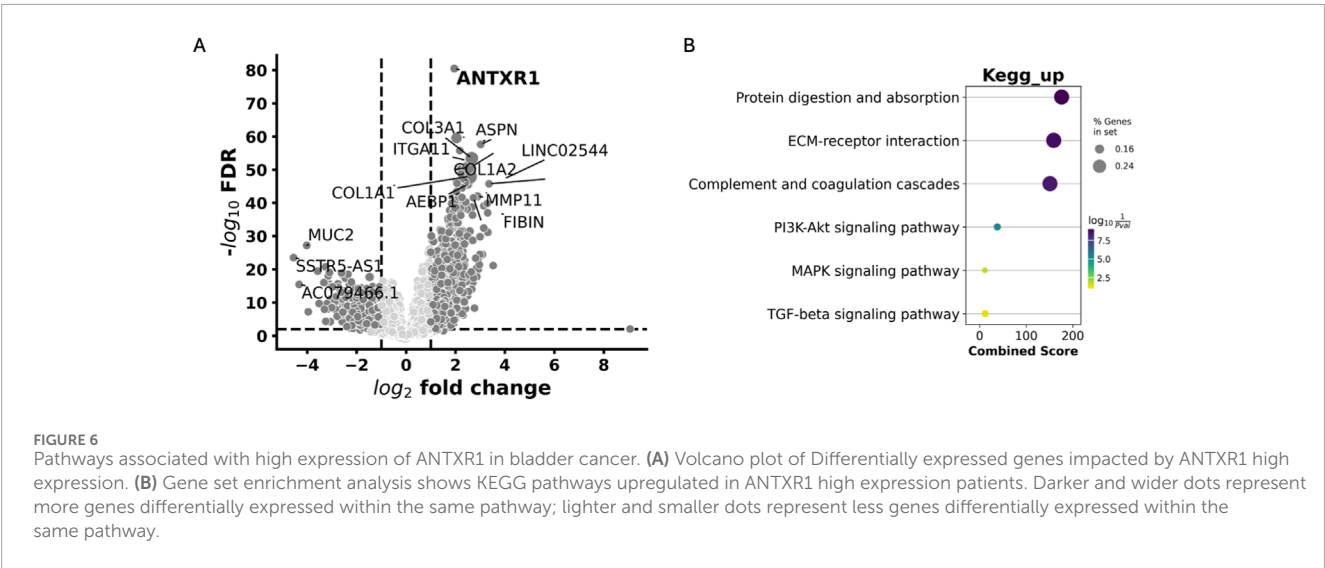 A
B
80
70
60
50
40
30
20
10
0
-log10 FDR
ANTXR1
COL3A1 ASPN
ITGA11 LINC02544
COL1A2
COL1A1
AEBP1 MMP11
FIBIN
MUC2
SSTR5-AS1
AC079466.1
−4 −2 0 2 4 6 8
log2 fold change
Kegg_up
Protein digestion and absorption
ECM-receptor interaction
Complement and coagulation cascades
PI3K-Akt signaling pathway
MAPK signaling pathway
TGF-beta signaling pathway
0 100 200
Combined Score
% Genes
in set
0.16
0.24
log10 1/Pval
7.5
5.0
2.5
FIGURE 6
Pathways associated with high expression of ANTXR1 in bladder cancer. (A) Volcano plot of Differentially expressed genes impacted by ANTXR1 high
expression. (B) Gene set enrichment analysis shows KEGG pathways upregulated in ANTXR1 high expression patients. Darker and wider dots represent
more genes differentially expressed within the same pathway; lighter and smaller dots represent less genes differentially expressed within the
same pathway.